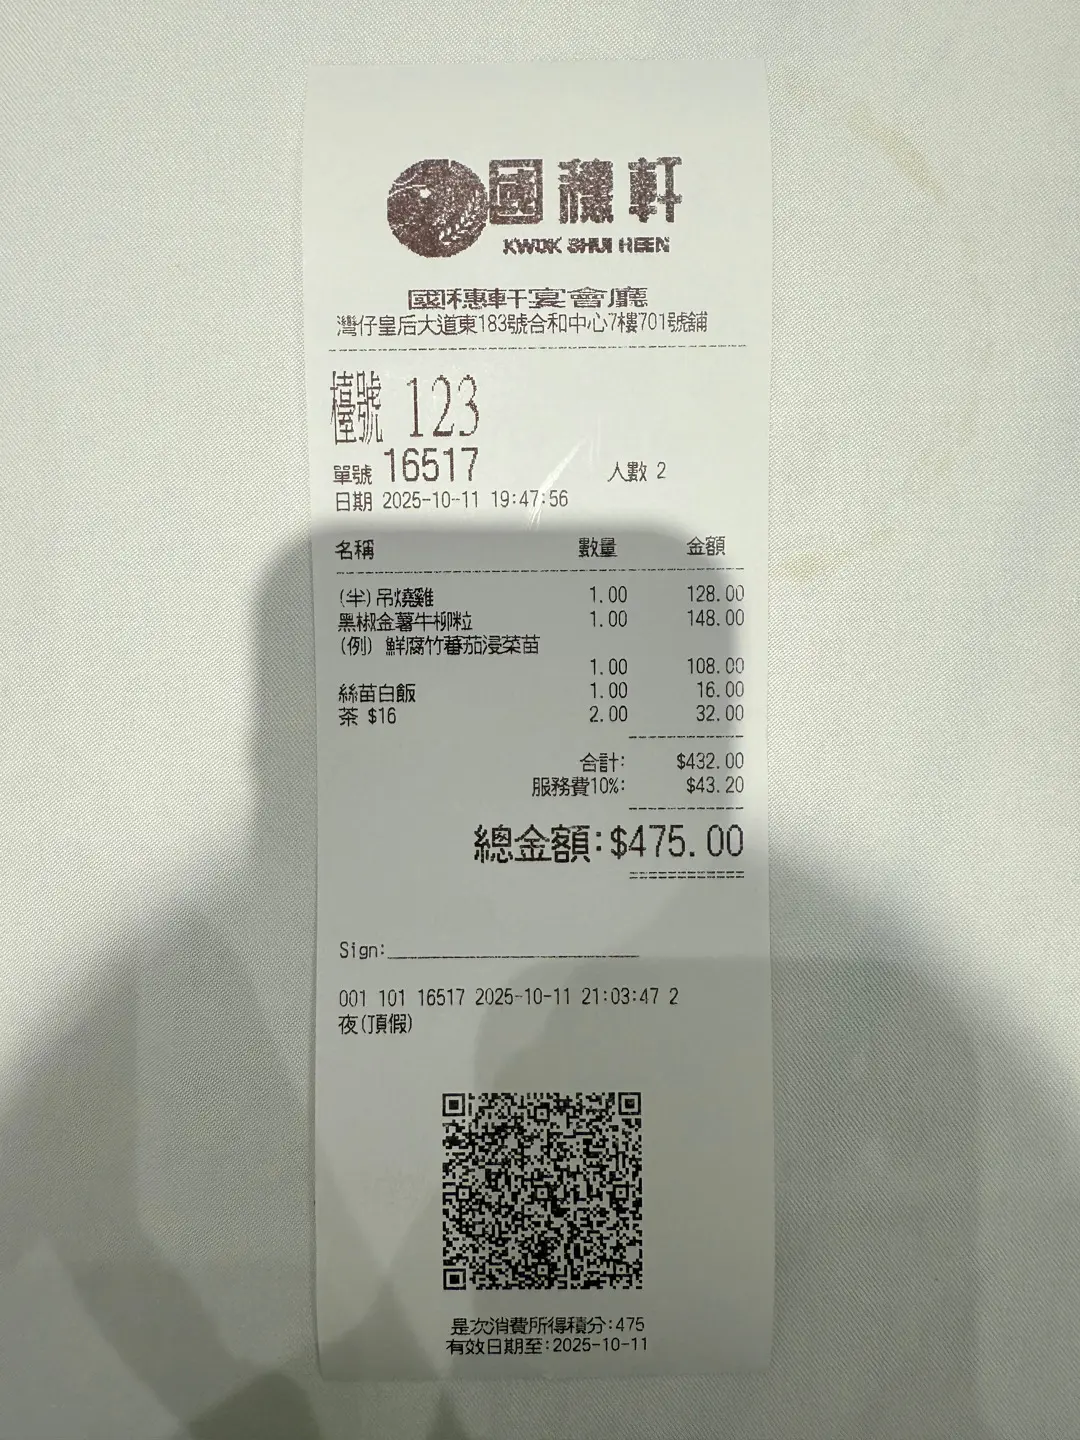 國穗軒
KWOK SHUI HEEN
國穗軒宴會廳
灣仔皇后大道東183號合和中心7樓701號舖
檯號 123
單號 16517 人數 2
日期 2025-10-11 19:47:56
名稱 數量 金額
(半)吊燒雞 1.00 128.00
黑椒金薯牛柳粒 1.00 148.00
(例) 鮮腐竹蕃茄浸菜苗
1.00 108.00
絲苗白飯 1.00 16.00
茶 $16 2.00 32.00
合計: $432.00
服務費10%: $43.20
總金額:$475.00
Sign:
001 101 16517 2025-10-11 21:03:47 2
夜(頂假)
是次消費所得積分:475
有效日期至:2025-10-11